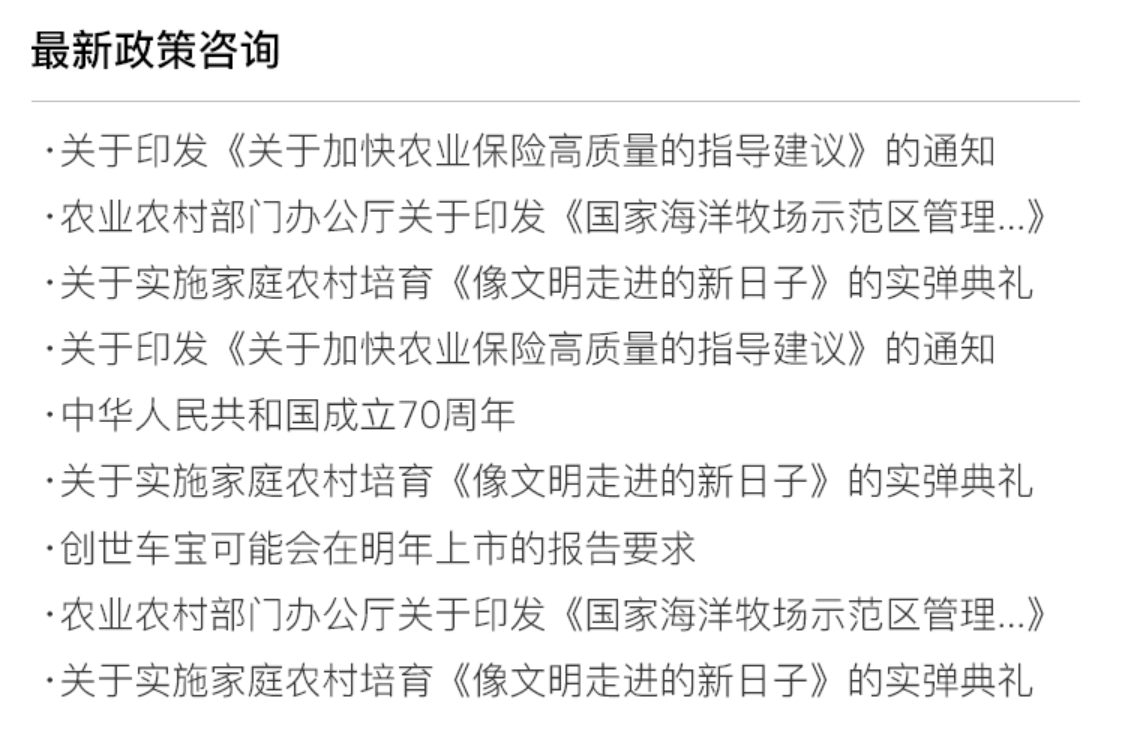 最新政策咨询
·关于印发《关于加快农业保险高质量的指导建议》的通知
·农业农村部门办公厅关于印发《国家海洋牧场示范区管理...》
·关于实施家庭农村培育《像文明走进的新日子》的实弹典礼
·关于印发《关于加快农业保险高质量的指导建议》的通知
·中华人民共和国成立70周年
·关于实施家庭农村培育《像文明走进的新日子》的实弹典礼
·创世车宝可能会在明年上市的报告要求
·农业农村部门办公厅关于印发《国家海洋牧场示范区管理...》
·关于实施家庭农村培育《像文明走进的新日子》的实弹典礼